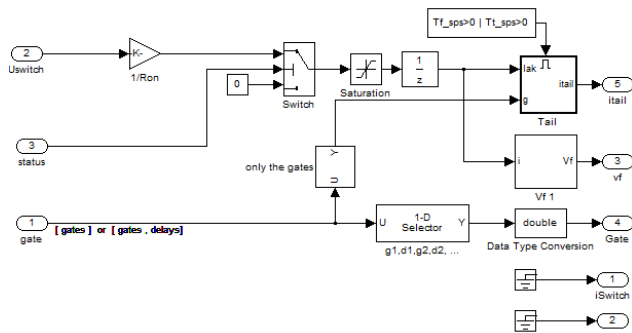 Tf_sps>0 | Tt_sps>0
2
Uswitch
K-
1/Ron
0
Switch
Saturation
1
z
Iak
g
itail
Tail
5
itail
3
status
only the gates
U Y
i
Vf
Vf 1
3
vf
1
gate
[ gates ] or [ gates , delays]
U
1-D
Selector
Y
g1,d1,g2,d2, ...
double
Data Type Conversion
4
Gate
1
iSwitch
2